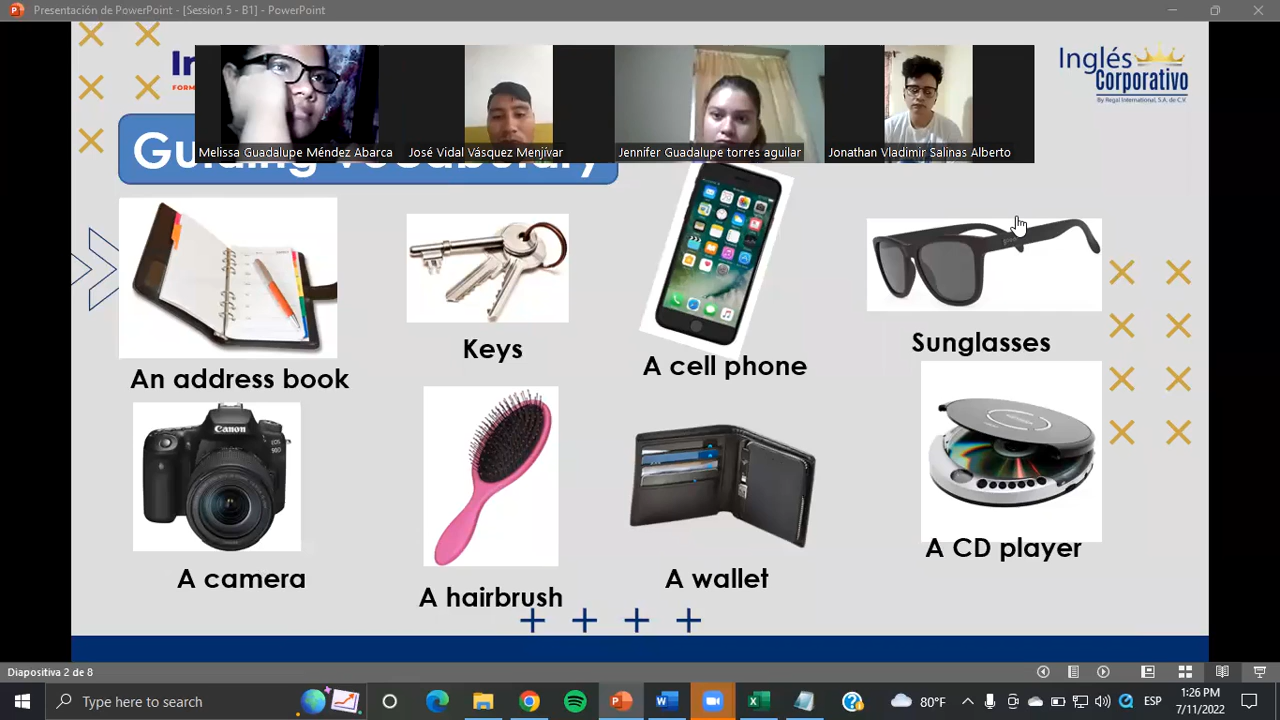 Presentación de PowerPoint - [Session 5 - B1] - PowerPoint
Inglés
Corporativo
By Regal International, S.A. de C.V.
Melissa Guadalupe Méndez Abarca
José Vidal Vásquez Menjívar
Jennifer Guadalupe torres aguilar
Jonathan Vladimir Salinas Alberto
An address book
Keys
A cell phone
Sunglasses
Canon
A camera
A hairbrush
A wallet
A CD player
Diapositiva 2 de 8
Type here to search
80°F
ESP
1:26 PM
7/11/2022